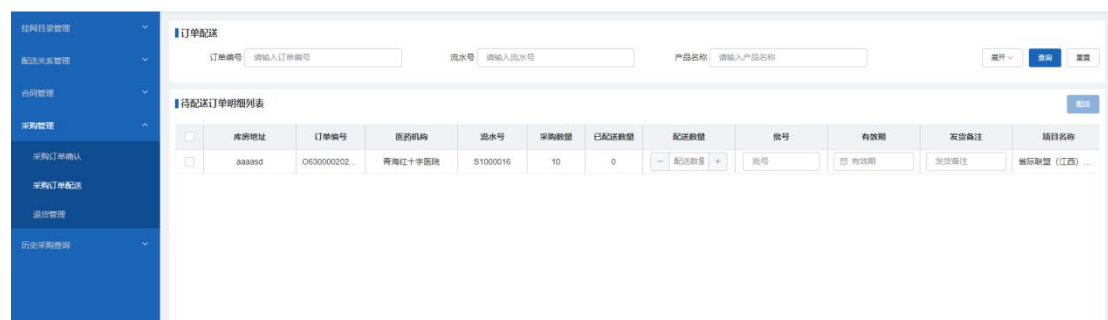 挂网目录管理
配送关系管理
合同管理
采购管理
采购订单确认
采购订单配送
退货管理
历史采购查询
订单配送
订单编号 请输入订单编号 流水号 请输入流水号 产品名称 请输入产品名称 展开 查询 重置
待配送订单明细列表 配送
库房地址 订单编号 医药机构 流水号 采购数量 已配送数量 配送数量 批号 有效期 发货备注 项目名称
aaaasd O630000202... 青海红十字医院 S1000016 10 0 − 配送数量 + 批号 有效期 发货备注 省际联盟（江西）...